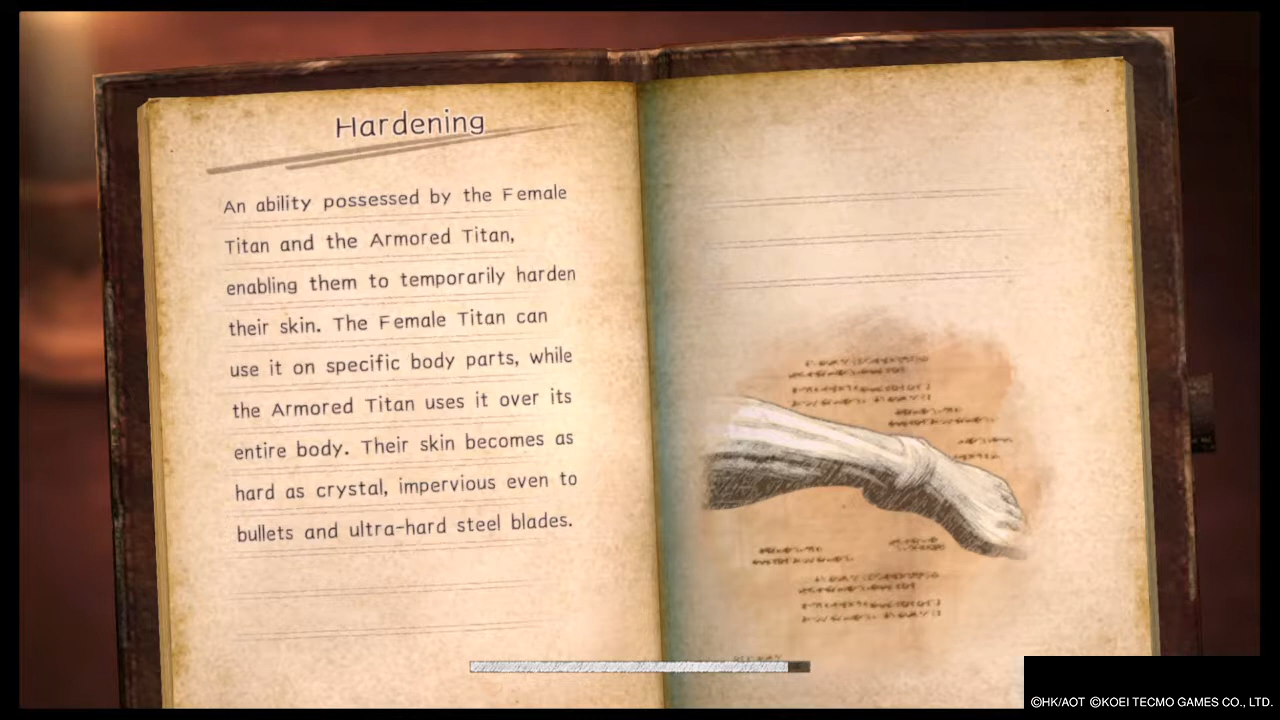 Hardening
An ability possessed by the Female
Titan and the Armored Titan,
enabling them to temporarily harden
their skin. The Female Titan can
use it on specific body parts, while
the Armored Titan uses it over its
entire body. Their skin becomes as
hard as crystal, impervious even to
bullets and ultra-hard steel blades.
©HK/AOT ©KOEI TECMO GAMES CO., LTD.